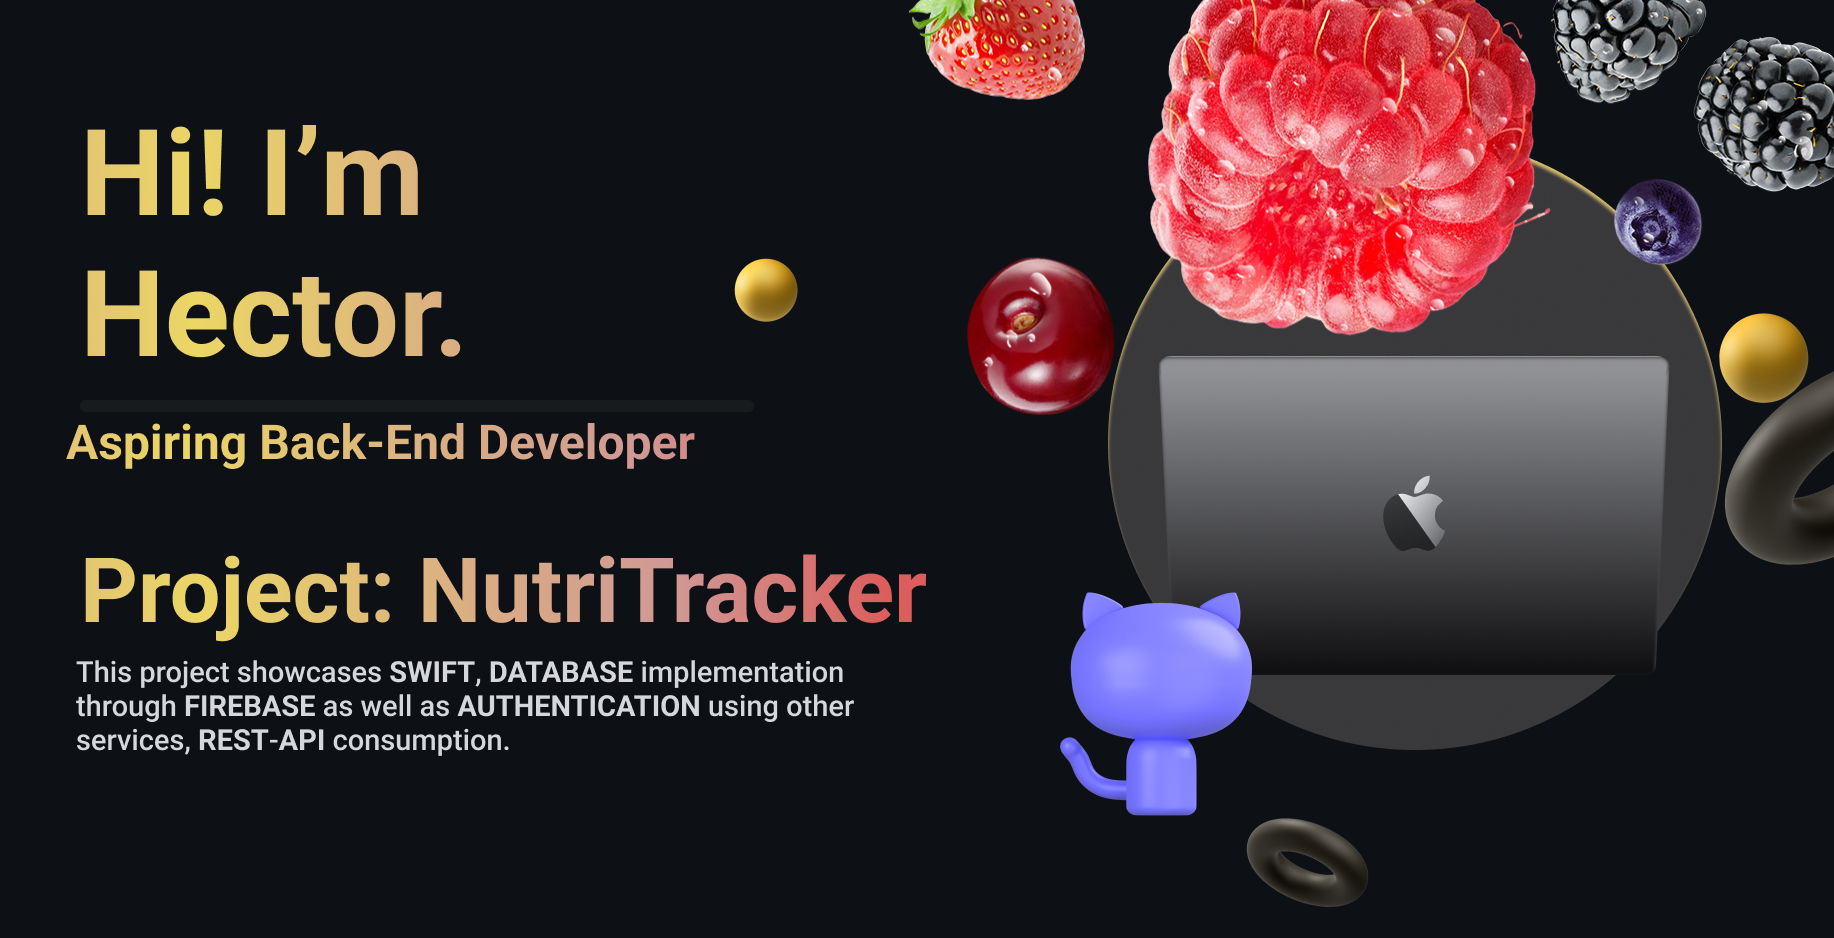 Hi! I’m
Hector.
Aspiring Back-End Developer
Project: NutriTracker
This project showcases SWIFT, DATABASE implementation
through FIREBASE as well as AUTHENTICATION using other
services, REST-API consumption.